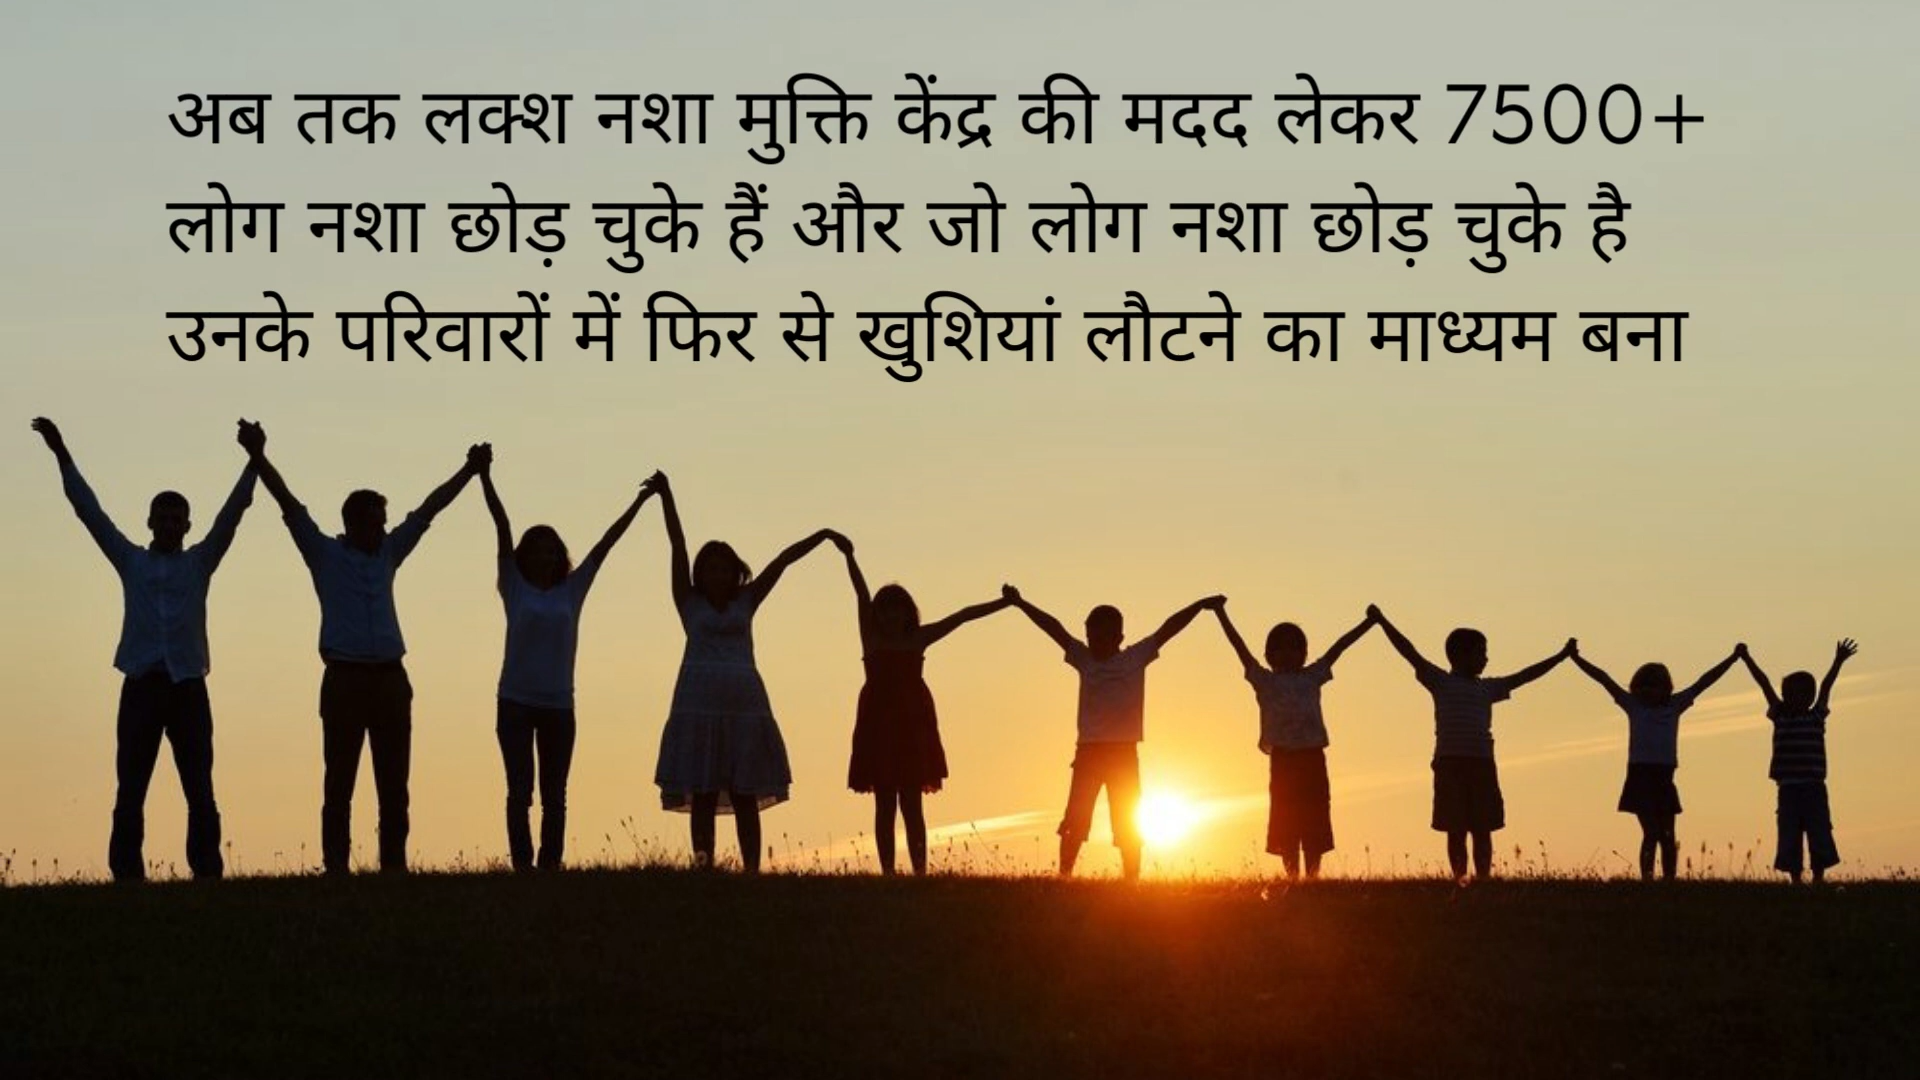 अब तक लक्श नशा मुक्ति केंद्र की मदद लेकर 7500+
लोग नशा छोड़ चुके हैं और जो लोग नशा छोड़ चुके है
उनके परिवारों में फिर से खुशियां लौटने का माध्यम बना